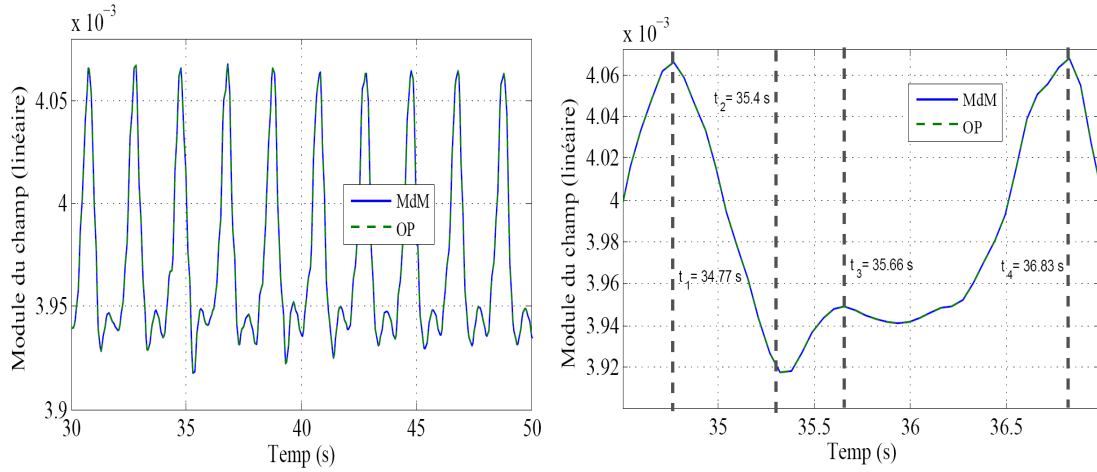 x 10⁻³
4.05
4
3.95
3.9
30
35
40
45
50
Module du champ (linéaire)
Temp (s)
MdM
OP
x 10⁻³
4.06
4.04
4.02
4
3.98
3.96
3.94
3.92
35
35.5
36
36.5
Module du champ (linéaire)
Temp (s)
MdM
OP
t₂= 35.4 s
t₁= 34.77 s
t₃= 35.66 s
t₄= 36.83 s